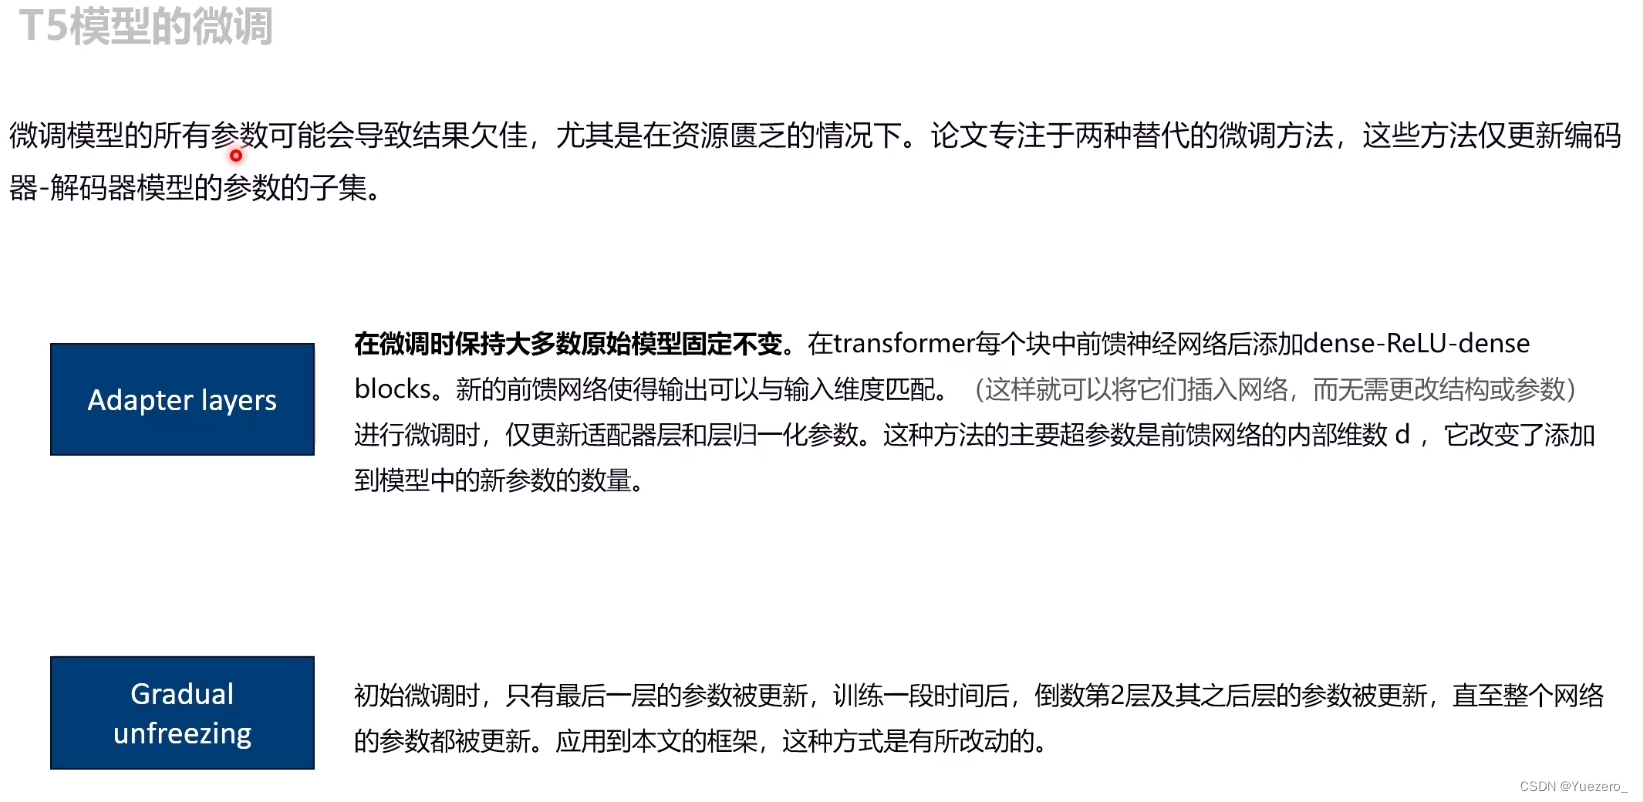 T5模型的微调
微调模型的所有参数可能会导致结果欠佳，尤其是在资源匮乏的情况下。论文专注于两种替代的微调方法，这些方法仅更新编码
器-解码器模型的参数的子集。
Adapter layers
在微调时保持大多数原始模型固定不变。在transformer每个块中前馈神经网络后添加dense-ReLU-dense
blocks。新的前馈网络使得输出可以与输入维度匹配。（这样就可以将它们插入网络，而无需更改结构或参数）
进行微调时，仅更新适配器层和层归一化参数。这种方法的主要超参数是前馈网络的内部维数 d ，它改变了添加
到模型中的新参数的数量。
Gradual
unfreezing
初始微调时，只有最后一层的参数被更新，训练一段时间后，倒数第2层及其之后层的参数被更新，直至整个网络
的参数都被更新。应用到本文的框架，这种方式是有所改动的。
CSDN @Yuezero_